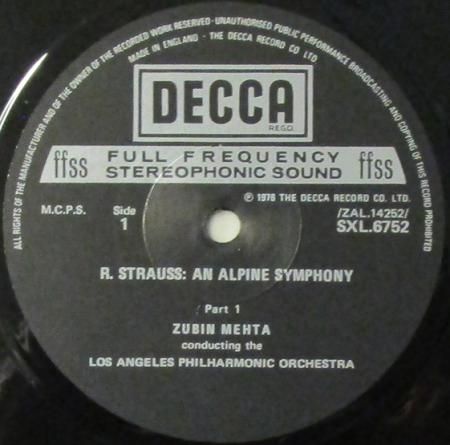 ALL RIGHTS OF THE MANUFACTURER AND OF THE OWNER OF THE RECORDED WORK RESERVED · UNAUTHORISED PUBLIC PERFORMANCE BROADCASTING AND COPYING OF THIS RECORD PROHIBITED
MADE IN ENGLAND · THE DECCA RECORD CO LTD
DECCA
REGD.
ffss FULL FREQUENCY ffss
STEREOPHONIC SOUND
℗ 1976 THE DECCA RECORD CO. LTD.
M.C.P.S. Side /ZAL.14252/
1 SXL.6752
R. STRAUSS: AN ALPINE SYMPHONY
Part 1
ZUBIN MEHTA
conducting the
LOS ANGELES PHILHARMONIC ORCHESTRA